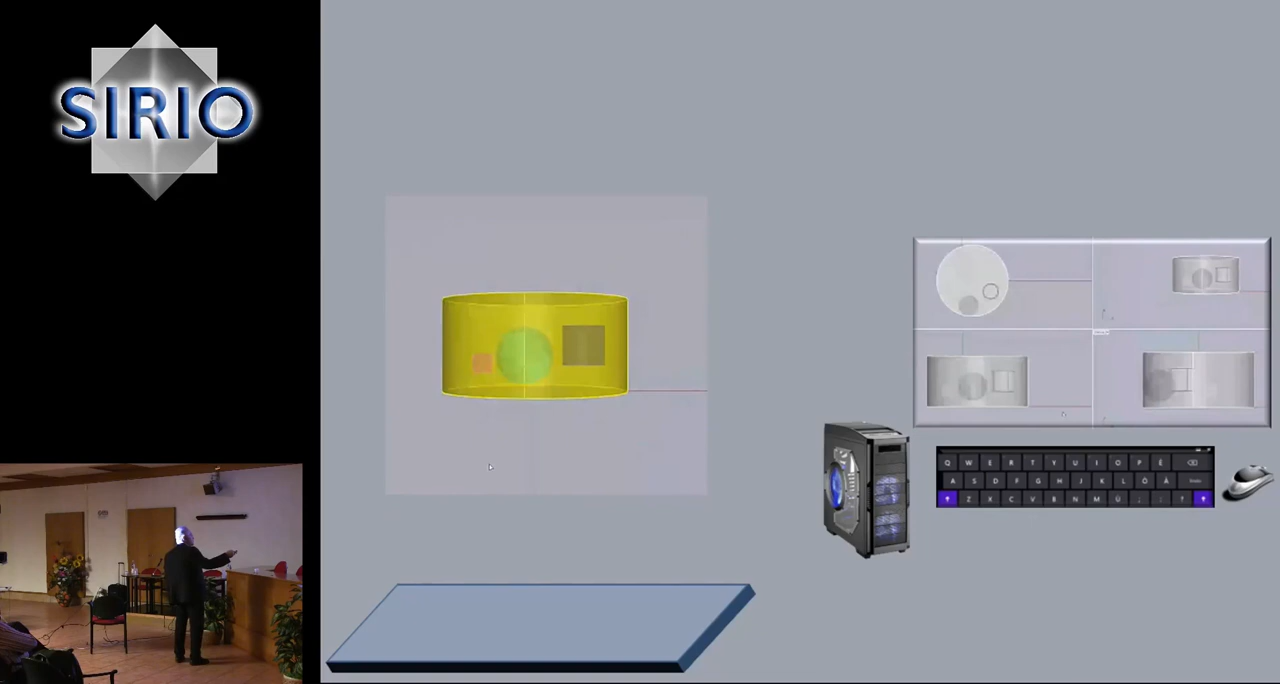 SIRIO
Q W E R T Y U I O P É
A S D F G H J K L Ö Á
Z X C V B N M Ü , : ?